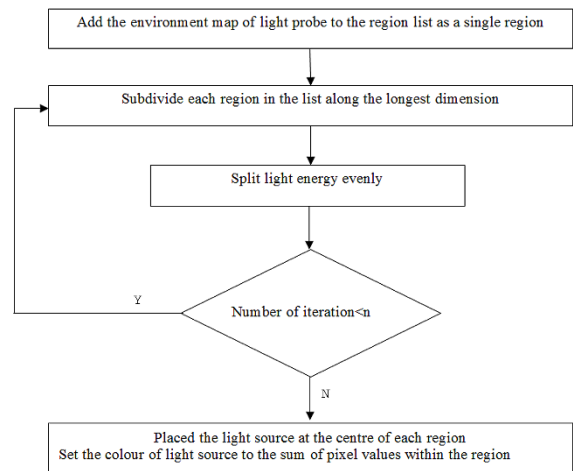 Add the environment map of light probe to the region list as a single region
Subdivide each region in the list along the longest dimension
Split light energy evenly
Number of iteration<n
Y
N
Placed the light source at the centre of each region
Set the colour of light source to the sum of pixel values within the region